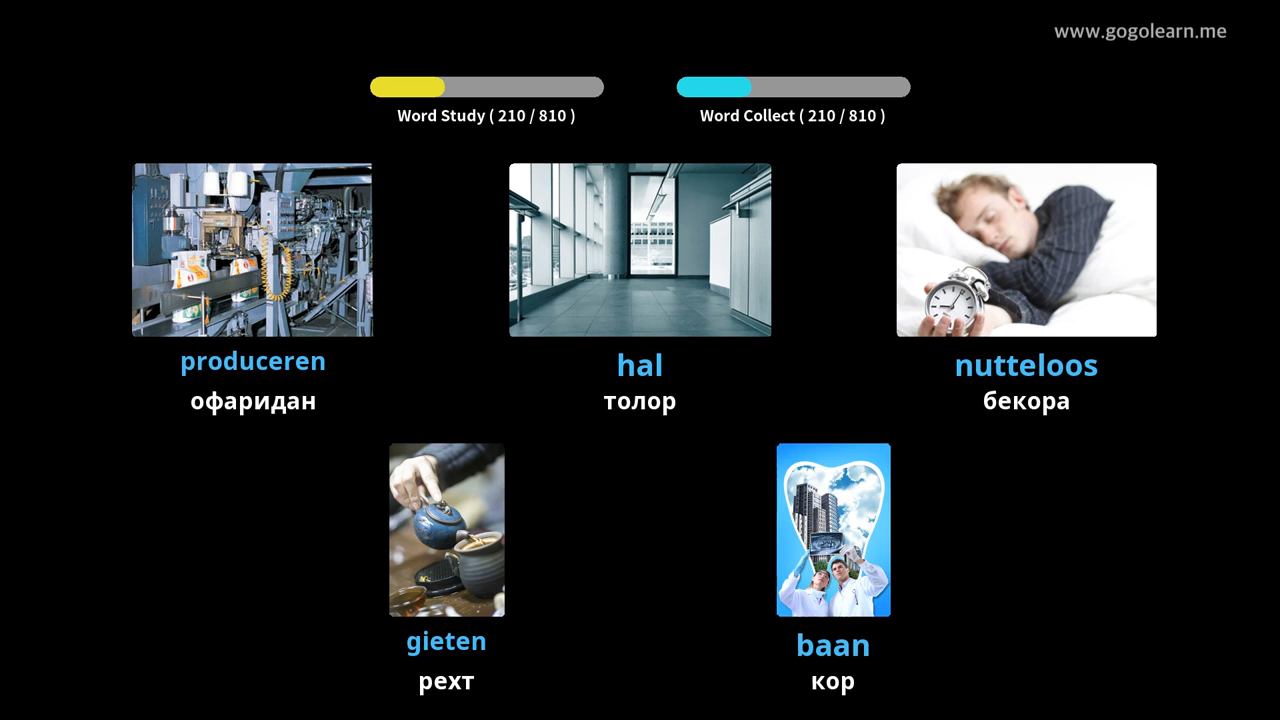 www.gogolearn.me
Word Study ( 210 / 810 )
Word Collect ( 210 / 810 )
produceren
офаридан
hal
толор
nutteloos
бекора
gieten
рехт
baan
кор